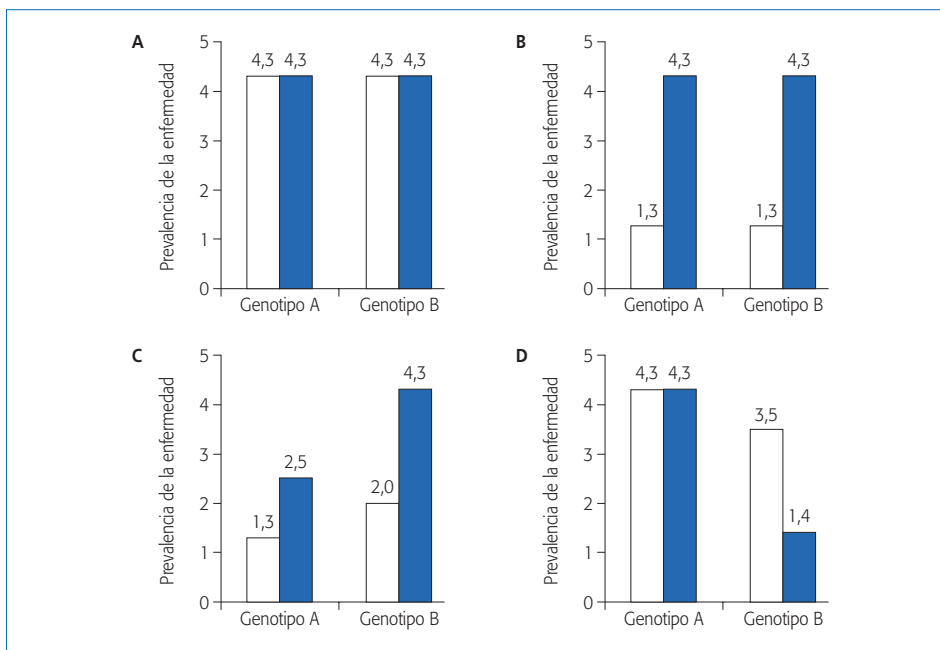 A
Prevalencia de la enfermedad
5
4
3
2
1
0
4,3 4,3
4,3 4,3
Genotipo A
Genotipo B
B
Prevalencia de la enfermedad
5
4
3
2
1
0
1,3
4,3
1,3
4,3
Genotipo A
Genotipo B
C
Prevalencia de la enfermedad
5
4
3
2
1
0
1,3
2,5
2,0
4,3
Genotipo A
Genotipo B
D
Prevalencia de la enfermedad
5
4
3
2
1
0
4,3 4,3
3,5
1,4
Genotipo A
Genotipo B